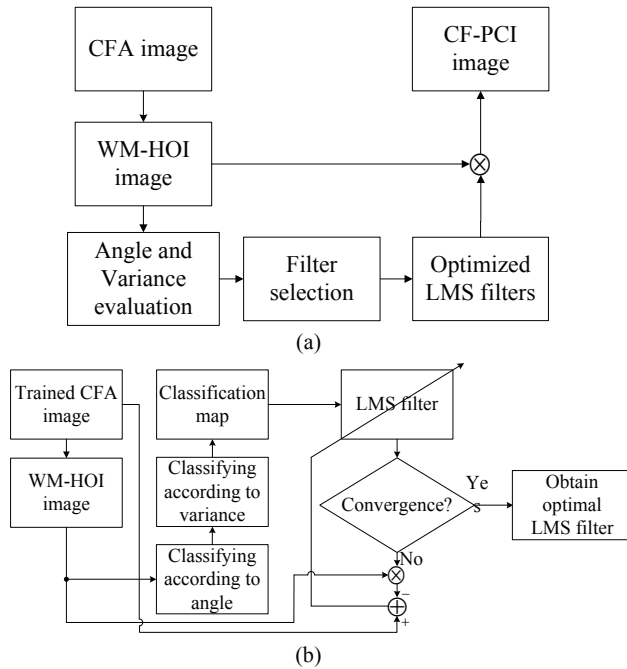 CFA image
CF-PCI
image
WM-HOI
image
⊗
Angle and
Variance
evaluation
Filter
selection
Optimized
LMS filters
(a)
Trained CFA
image
Classification
map
LMS filter
WM-HOI
image
Classifying
according to
variance
Convergence?
Ye
s
Obtain
optimal
LMS filter
Classifying
according to
angle
No
⊗
−
⊕
+
(b)